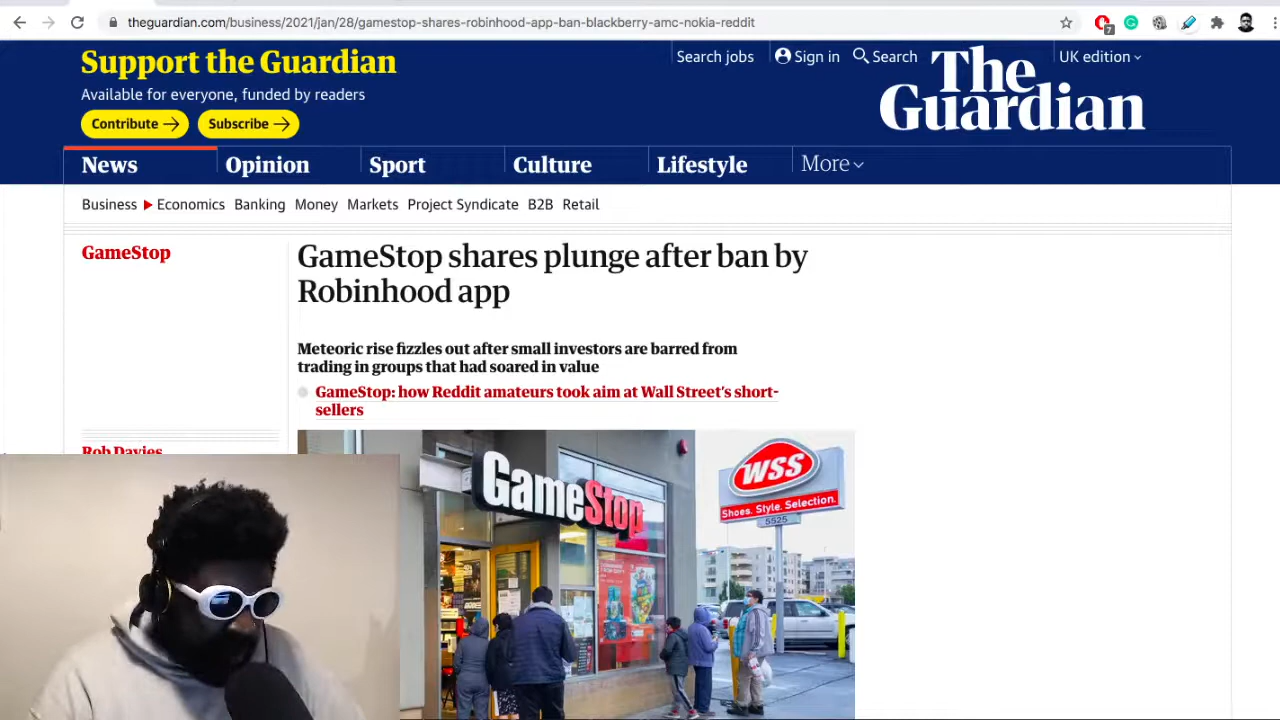 theguardian.com/business/2021/jan/28/gamestop-shares-robinhood-app-ban-blackberry-amc-nokia-reddit
7
Support the Guardian
Available for everyone, funded by readers
Contribute
Subscribe
Search jobs
Sign in
Search
UK edition
The
Guardian
News
Opinion
Sport
Culture
Lifestyle
More
Business
Economics
Banking
Money
Markets
Project Syndicate
B2B
Retail
GameStop
GameStop shares plunge after ban by
Robinhood app
Meteoric rise fizzles out after small investors are barred from
trading in groups that had soared in value
GameStop: how Reddit amateurs took aim at Wall Street's short-
sellers
Rob Davies
GameStop
WSS
Shoes. Style. Selection.
5525